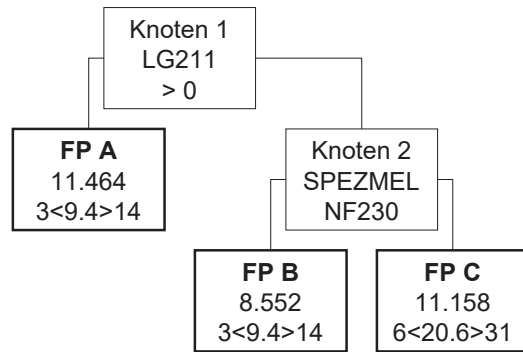 Knoten 1
LG211
> 0
FP A
11.464
3<9.4>14
Knoten 2
SPEZMEL
NF230
FP B
8.552
3<9.4>14
FP C
11.158
6<20.6>31